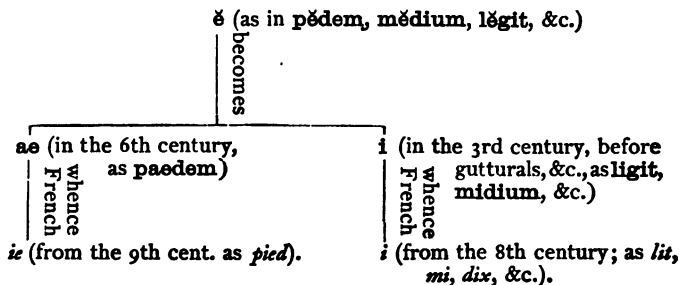 ĕ (as in pĕdem, mĕdium, lĕgit, &c.)
becomes
ae (in the 6th century,
as paedem)
whence
French
ie (from the 9th cent. as pied).
i (in the 3rd century, before
gutturals, &c., as ligit,
midium, &c.)
whence
French
i (from the 8th century; as lit,
mi, dix, &c.).